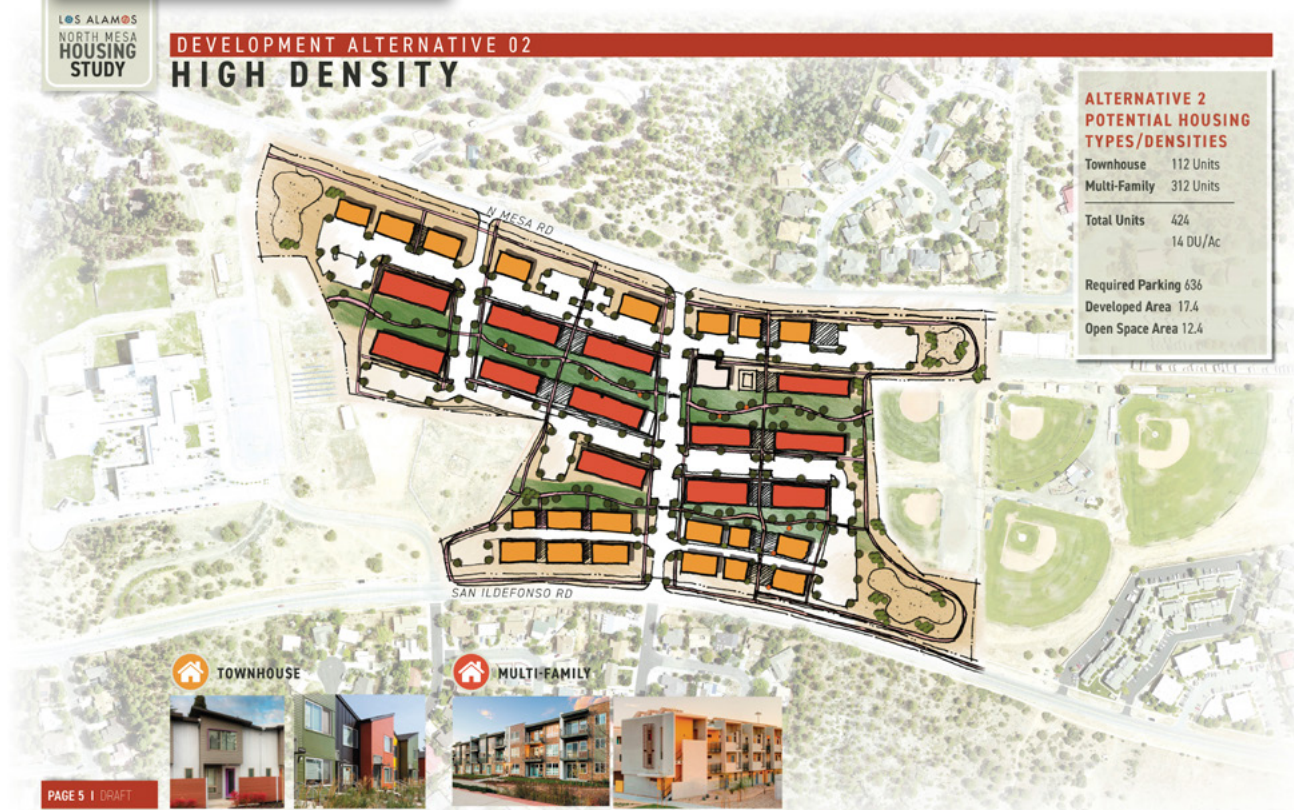 LOS ALAMOS
NORTH MESA
HOUSING
STUDY
DEVELOPMENT ALTERNATIVE 02
HIGH DENSITY
ALTERNATIVE 2
POTENTIAL HOUSING
TYPES/DENSITIES
Townhouse 112 Units
Multi-Family 312 Units
Total Units 424
14 DU/Ac
Required Parking 636
Developed Area 17.4
Open Space Area 12.4
N MESA RD
SAN ILDEFONSO RD
TOWNHOUSE
MULTI-FAMILY
PAGE 5 | DRAFT